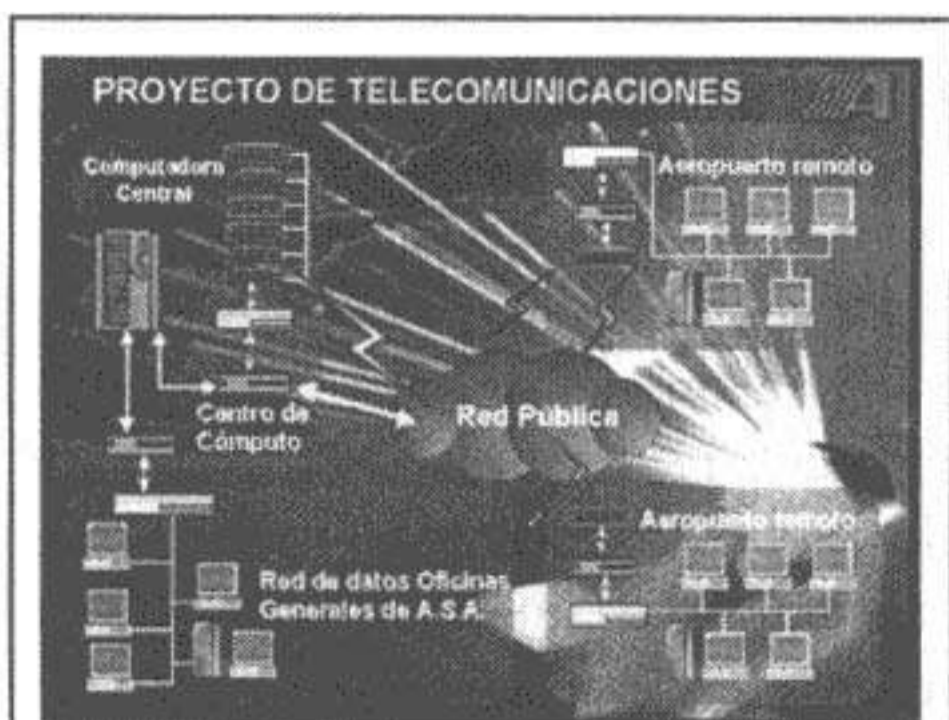 PROYECTO DE TELECOMUNICACIONES
Computadora
Central
Aeropuerto remoto
Centro de
Cómputo
Red Pública
Aeropuerto remoto
Red de datos Oficinas
Generales de A.S.A.